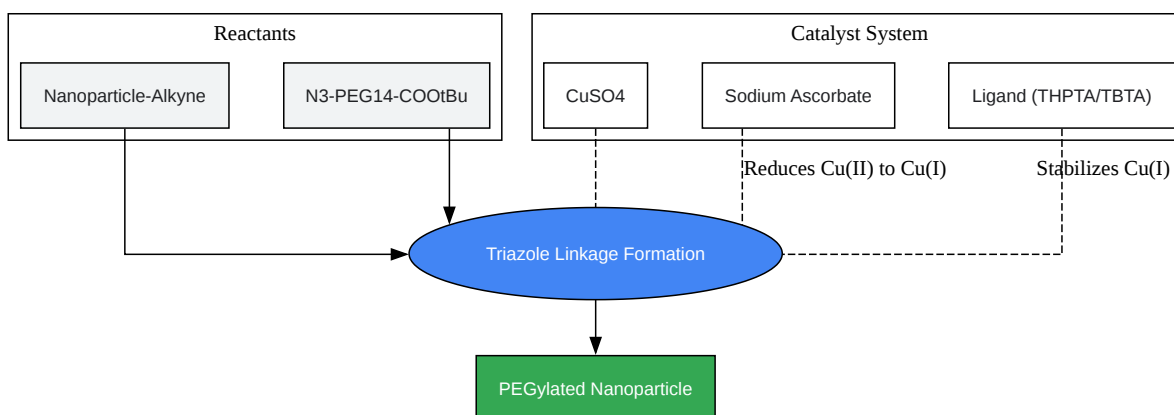 Reactants
Catalyst System
Nanoparticle-Alkyne
N3-PEG14-COOtBu
CuSO4
Sodium Ascorbate
Ligand (THPTA/TBTA)
Reduces Cu(II) to Cu(I)
Stabilizes Cu(I)
Triazole Linkage Formation
PEGylated Nanoparticle